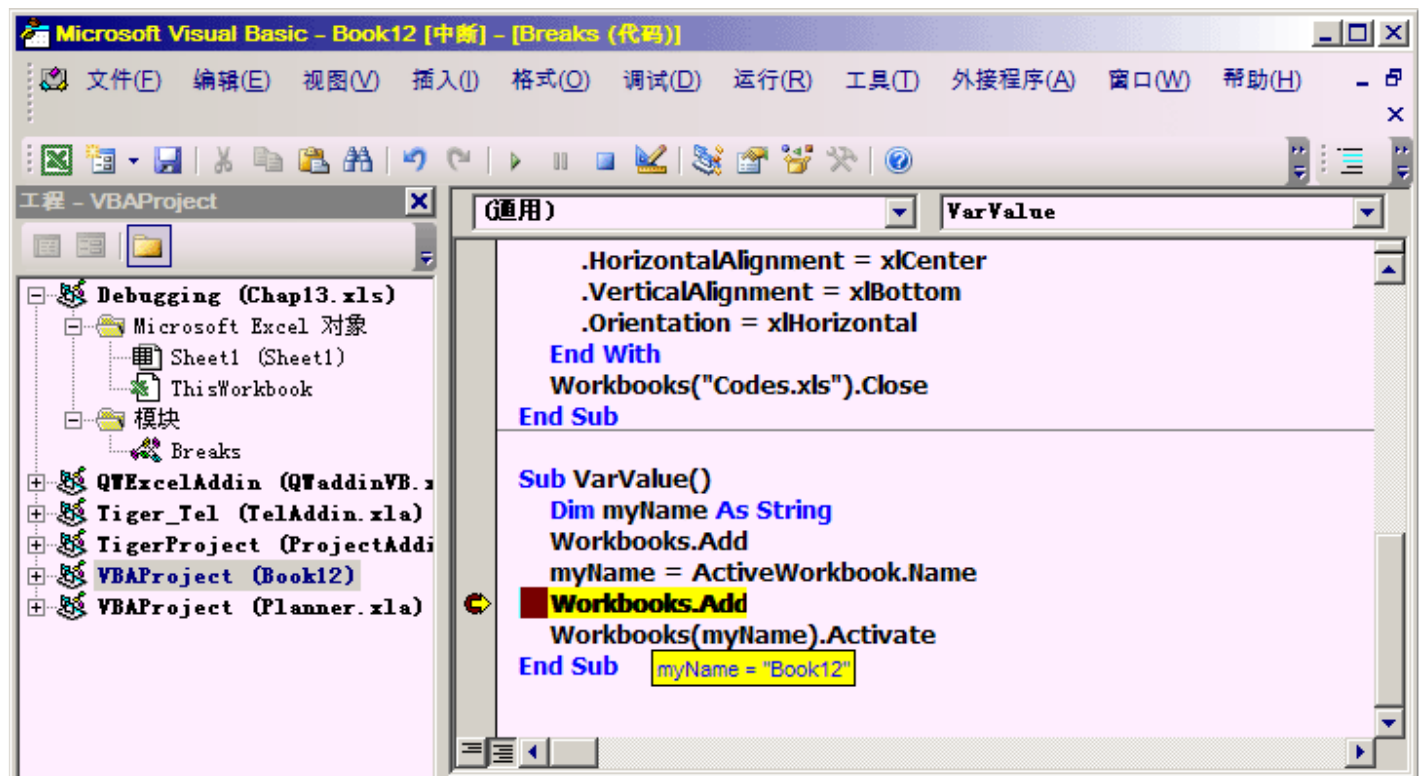 Microsoft Visual Basic - Book12 [中断] - [Breaks (代码)]
文件(F) 编辑(E) 视图(V) 插入(I) 格式(O) 调试(D) 运行(R) 工具(T) 外接程序(A) 窗口(W) 帮助(H)
工程 - VBAProject
(通用)
VarValue
Debugging (Chap13.xls)
Microsoft Excel 对象
Sheet1 (Sheet1)
ThisWorkbook
模块
Breaks
QWExcelAddin (QWaddinVB.x
Tiger_Tel (TelAddin.xla)
TigerProject (ProjectAddi
VBAProject (Book12)
VBAProject (Planner.xla)
.HorizontalAlignment = xlCenter
.VerticalAlignment = xlBottom
.Orientation = xlHorizontal
End With
Workbooks("Codes.xls").Close
End Sub
Sub VarValue()
Dim myName As String
Workbooks.Add
myName = ActiveWorkbook.Name
Workbooks.Add
Workbooks(myName).Activate
End Sub
myName = "Book12"